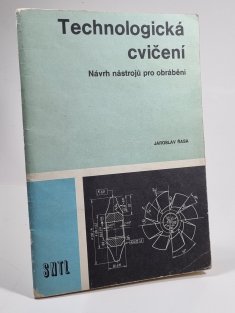 Technologická
cvičení
Návrh nástrojů pro obrábění
JAROSLAV ŘASA
SNTL